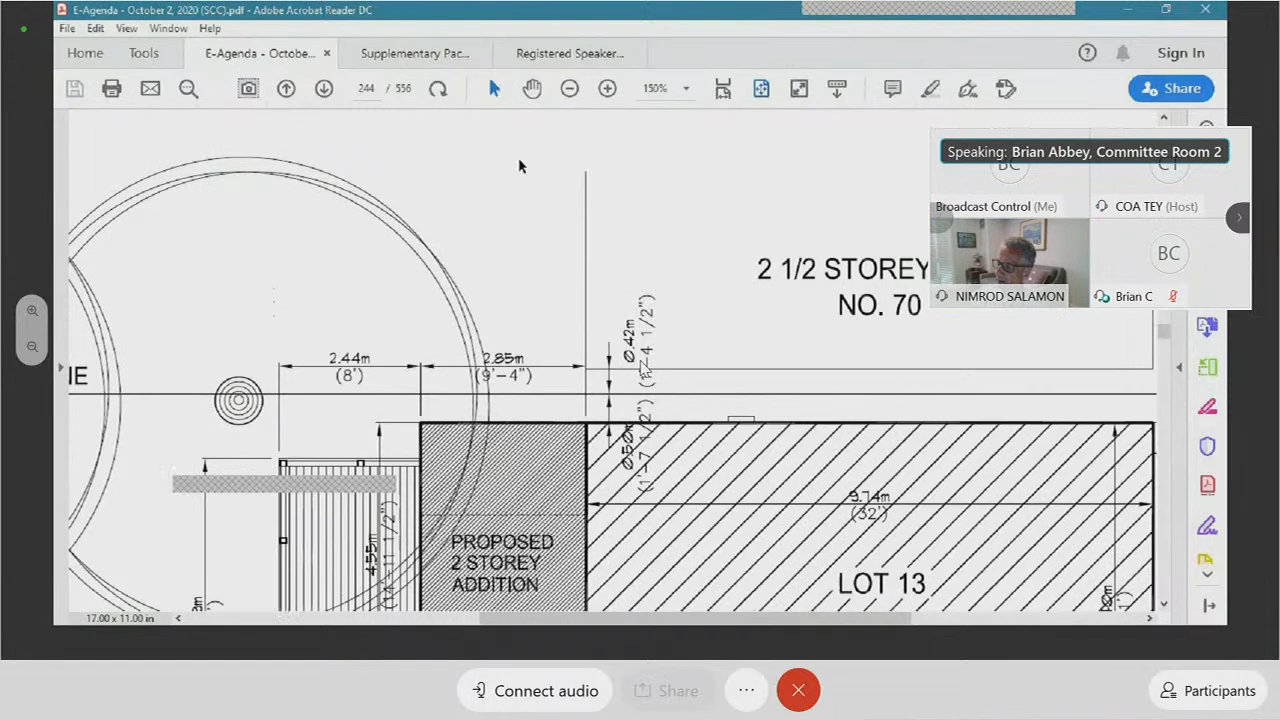 E-Agenda - October 2, 2020 (SCC).pdf - Adobe Acrobat Reader DC
File Edit View Window Help
Home Tools E-Agenda - Octobe... × Supplementary Pac... Registered Speaker... Sign In
244 / 556 150% Share
Speaking: Brian Abbey, Committee Room 2
BC
Broadcast Control (Me) COA TEY (Host)
BC
NIMROD SALAMON Brian C
2 1/2 STOREY
NO. 70
0.42m
2.44m 2.85m
(8') (9'-4")
0.50m
(1'-7 1/2")
9.74m
(32')
4.55m
(14'-11 1/2")
PROPOSED
2 STOREY
ADDITION
LOT 13
17.00 x 11.00 in
Connect audio Share ... Participants